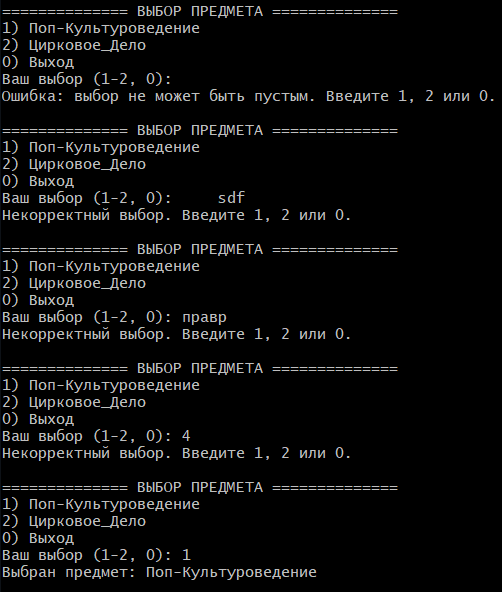 ============== ВЫБОР ПРЕДМЕТА ==============
1) Поп-Культуроведение
2) Цирковое_Дело
0) Выход
Ваш выбор (1-2, 0):
Ошибка: выбор не может быть пустым. Введите 1, 2 или 0.
============== ВЫБОР ПРЕДМЕТА ==============
1) Поп-Культуроведение
2) Цирковое_Дело
0) Выход
Ваш выбор (1-2, 0):     sdf
Некорректный выбор. Введите 1, 2 или 0.
============== ВЫБОР ПРЕДМЕТА ==============
1) Поп-Культуроведение
2) Цирковое_Дело
0) Выход
Ваш выбор (1-2, 0): правр
Некорректный выбор. Введите 1, 2 или 0.
============== ВЫБОР ПРЕДМЕТА ==============
1) Поп-Культуроведение
2) Цирковое_Дело
0) Выход
Ваш выбор (1-2, 0): 4
Некорректный выбор. Введите 1, 2 или 0.
============== ВЫБОР ПРЕДМЕТА ==============
1) Поп-Культуроведение
2) Цирковое_Дело
0) Выход
Ваш выбор (1-2, 0): 1
Выбран предмет: Поп-Культуроведение